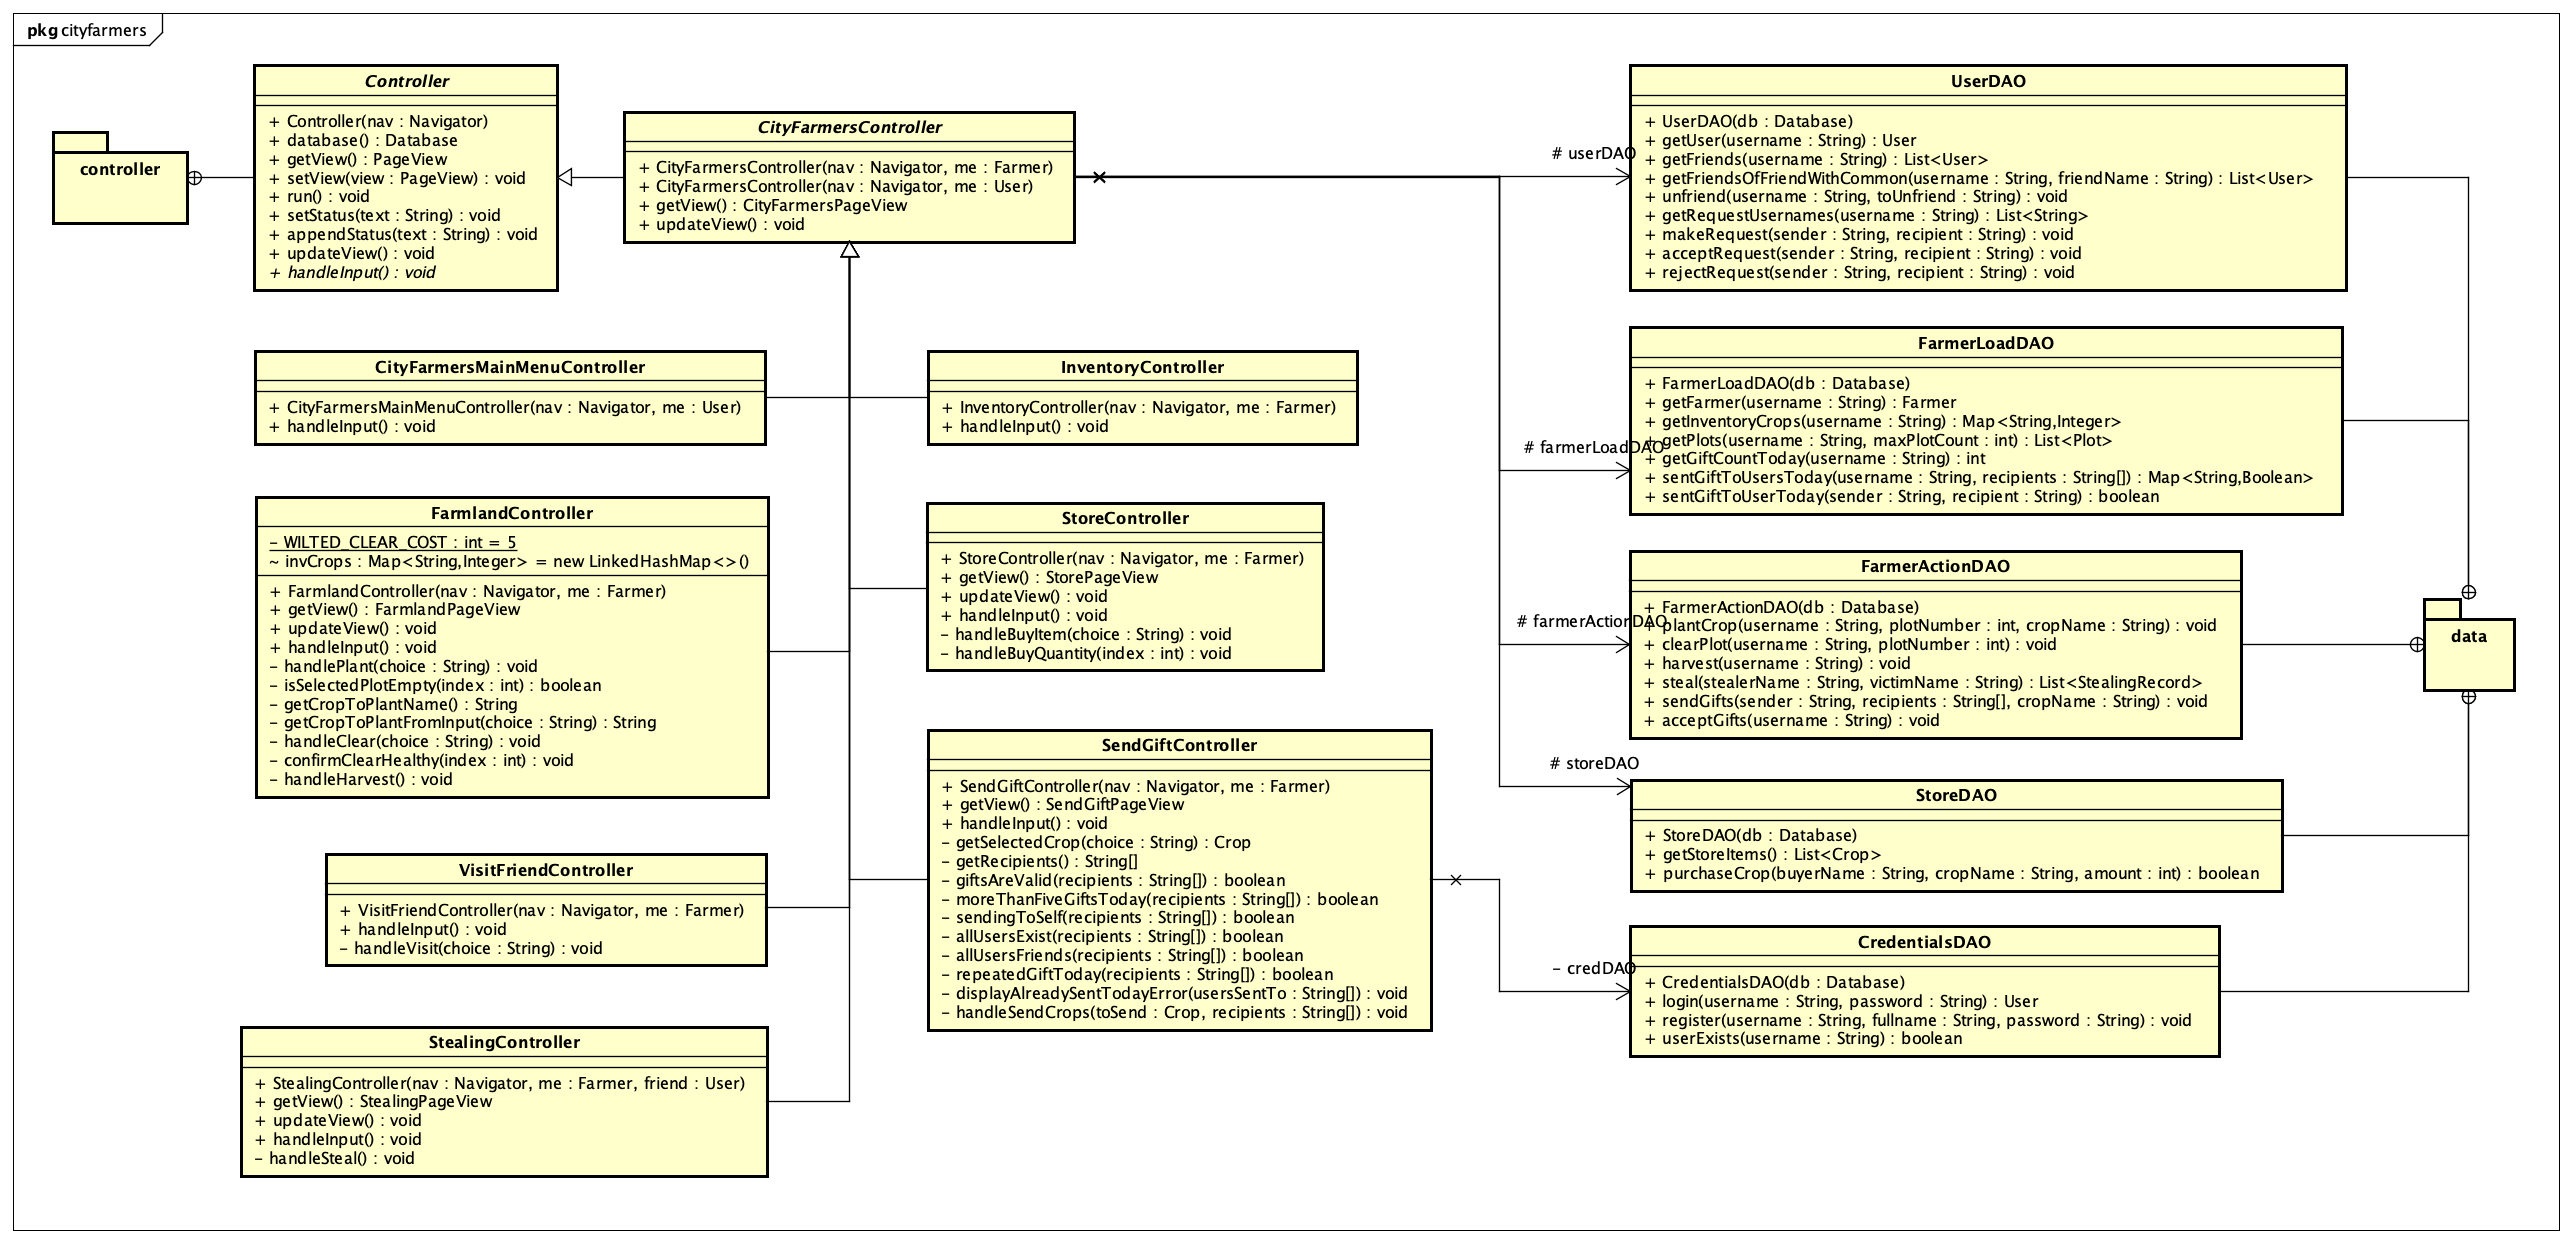 pkg cityfarmers
controller
Controller
+ Controller(nav : Navigator)
+ database() : Database
+ getView() : PageView
+ setView(view : PageView) : void
+ run() : void
+ setStatus(text : String) : void
+ appendStatus(text : String) : void
+ updateView() : void
+ handleInput() : void
CityFarmersController
+ CityFarmersController(nav : Navigator, me : Farmer)
+ CityFarmersController(nav : Navigator, me : User)
+ getView() : CityFarmersPageView
+ updateView() : void
CityFarmersMainMenuController
+ CityFarmersMainMenuController(nav : Navigator, me : User)
+ handleInput() : void
InventoryController
+ InventoryController(nav : Navigator, me : Farmer)
+ handleInput() : void
FarmlandController
- WILTED_CLEAR_COST : int = 5
~ invCrops : Map<String,Integer> = new LinkedHashMap<>()
+ FarmlandController(nav : Navigator, me : Farmer)
+ getView() : FarmlandPageView
+ updateView() : void
+ handleInput() : void
- handlePlant(choice : String) : void
- isSelectedPlotEmpty(index : int) : boolean
- getCropToPlantName() : String
- getCropToPlantFromInput(choice : String) : String
- handleClear(choice : String) : void
- confirmClearHealthy(index : int) : void
- handleHarvest() : void
StoreController
+ StoreController(nav : Navigator, me : Farmer)
+ getView() : StorePageView
+ updateView() : void
+ handleInput() : void
- handleBuyItem(choice : String) : void
- handleBuyQuantity(index : int) : void
SendGiftController
+ SendGiftController(nav : Navigator, me : Farmer)
+ getView() : SendGiftPageView
+ handleInput() : void
- getSelectedCrop(choice : String) : Crop
- getRecipients() : String[]
- giftsAreValid(recipients : String[]) : boolean
- moreThanFiveGiftsToday(recipients : String[]) : boolean
- sendingToSelf(recipients : String[]) : boolean
- allUsersExist(recipients : String[]) : boolean
- allUsersFriends(recipients : String[]) : boolean
- repeatedGiftToday(recipients : String[]) : boolean
- displayAlreadySentTodayError(usersSentTo : String[]) : void
- handleSendCrops(toSend : Crop, recipients : String[]) : void
VisitFriendController
+ VisitFriendController(nav : Navigator, me : Farmer)
+ handleInput() : void
- handleVisit(choice : String) : void
StealingController
+ StealingController(nav : Navigator, me : Farmer, friend : User)
+ getView() : StealingPageView
+ updateView() : void
+ handleInput() : void
- handleSteal() : void
# userDAO
UserDAO
+ UserDAO(db : Database)
+ getUser(username : String) : User
+ getFriends(username : String) : List<User>
+ getFriendsOfFriendWithCommon(username : String, friendName : String) : List<User>
+ unfriend(username : String, toUnfriend : String) : void
+ getRequestUsernames(username : String) : List<String>
+ makeRequest(sender : String, recipient : String) : void
+ acceptRequest(sender : String, recipient : String) : void
+ rejectRequest(sender : String, recipient : String) : void
# farmerLoadDAO
FarmerLoadDAO
+ FarmerLoadDAO(db : Database)
+ getFarmer(username : String) : Farmer
+ getInventoryCrops(username : String) : Map<String,Integer>
+ getPlots(username : String, maxPlotCount : int) : List<Plot>
+ getGiftCountToday(username : String) : int
+ sentGiftToUsersToday(username : String, recipients : String[]) : Map<String,Boolean>
+ sentGiftToUserToday(sender : String, recipient : String) : boolean
# farmerActionDAO
FarmerActionDAO
+ FarmerActionDAO(db : Database)
+ plantCrop(username : String, plotNumber : int, cropName : String) : void
+ clearPlot(username : String, plotNumber : int) : void
+ harvest(username : String) : void
+ steal(stealerName : String, victimName : String) : List<StealingRecord>
+ sendGifts(sender : String, recipients : String[], cropName : String) : void
+ acceptGifts(username : String) : void
data
# storeDAO
StoreDAO
+ StoreDAO(db : Database)
+ getStoreItems() : List<Crop>
+ purchaseCrop(buyerName : String, cropName : String, amount : int) : boolean
- credDAO
CredentialsDAO
+ CredentialsDAO(db : Database)
+ login(username : String, password : String) : User
+ register(username : String, fullname : String, password : String) : void
+ userExists(username : String) : boolean